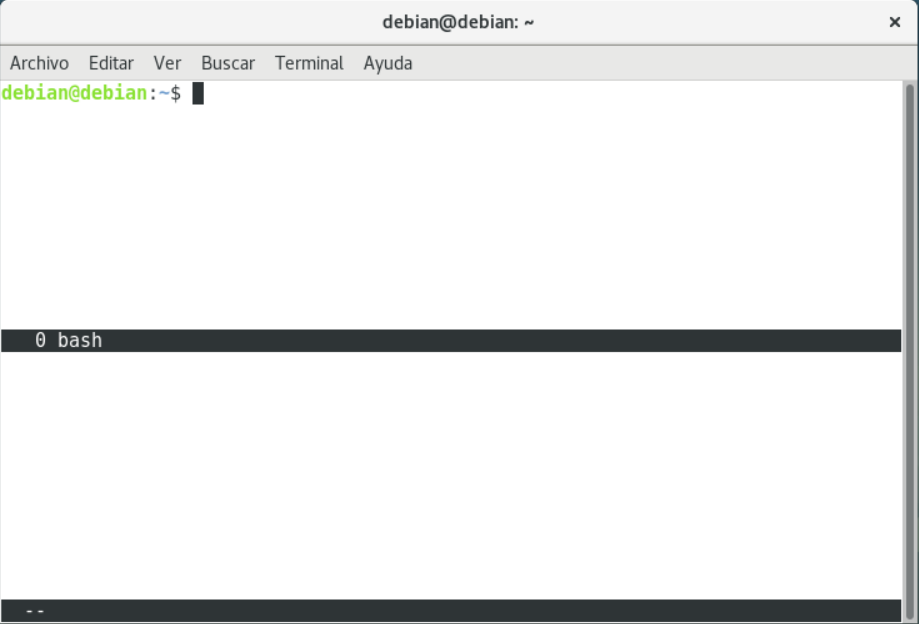 debian@debian: ~
Archivo Editar Ver Buscar Terminal Ayuda
debian@debian:~$
0 bash
--